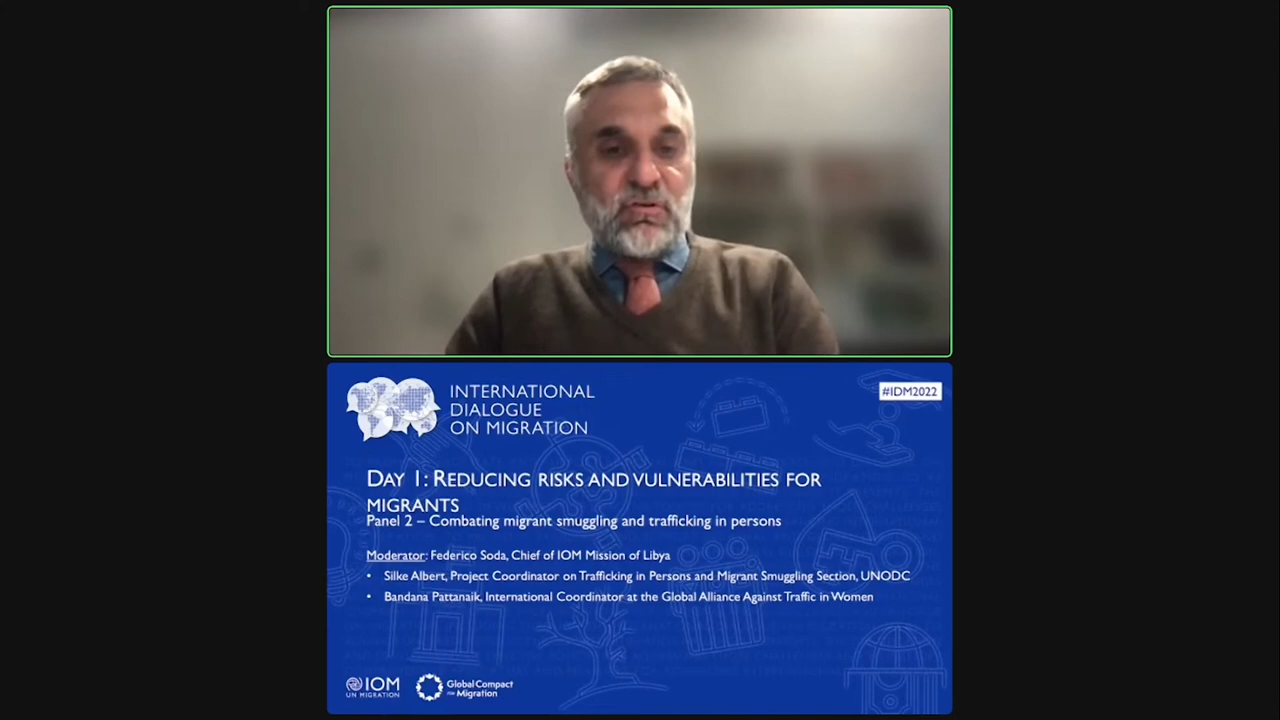 INTERNATIONAL
DIALOGUE
ON MIGRATION
#IDM2022
DAY 1: REDUCING RISKS AND VULNERABILITIES FOR
MIGRANTS
Panel 2 – Combating migrant smuggling and trafficking in persons
Moderator: Federico Soda, Chief of IOM Mission of Libya
• Silke Albert, Project Coordinator on Trafficking in Persons and Migrant Smuggling Section, UNODC
• Bandana Pattanaik, International Coordinator at the Global Alliance Against Traffic in Women
IOM
UN MIGRATION
Global Compact
FOR Migration